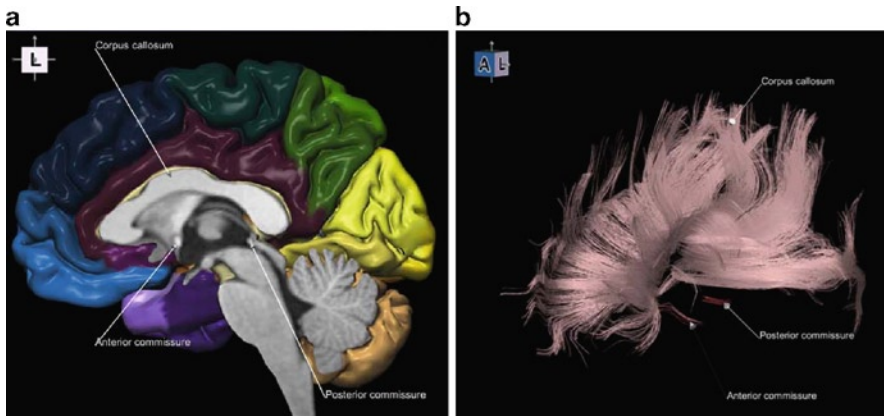 a
Corpus callosum
L
Anterior commissure
Posterior commissure
b
A L
Corpus callosum
Posterior commissure
Anterior commissure